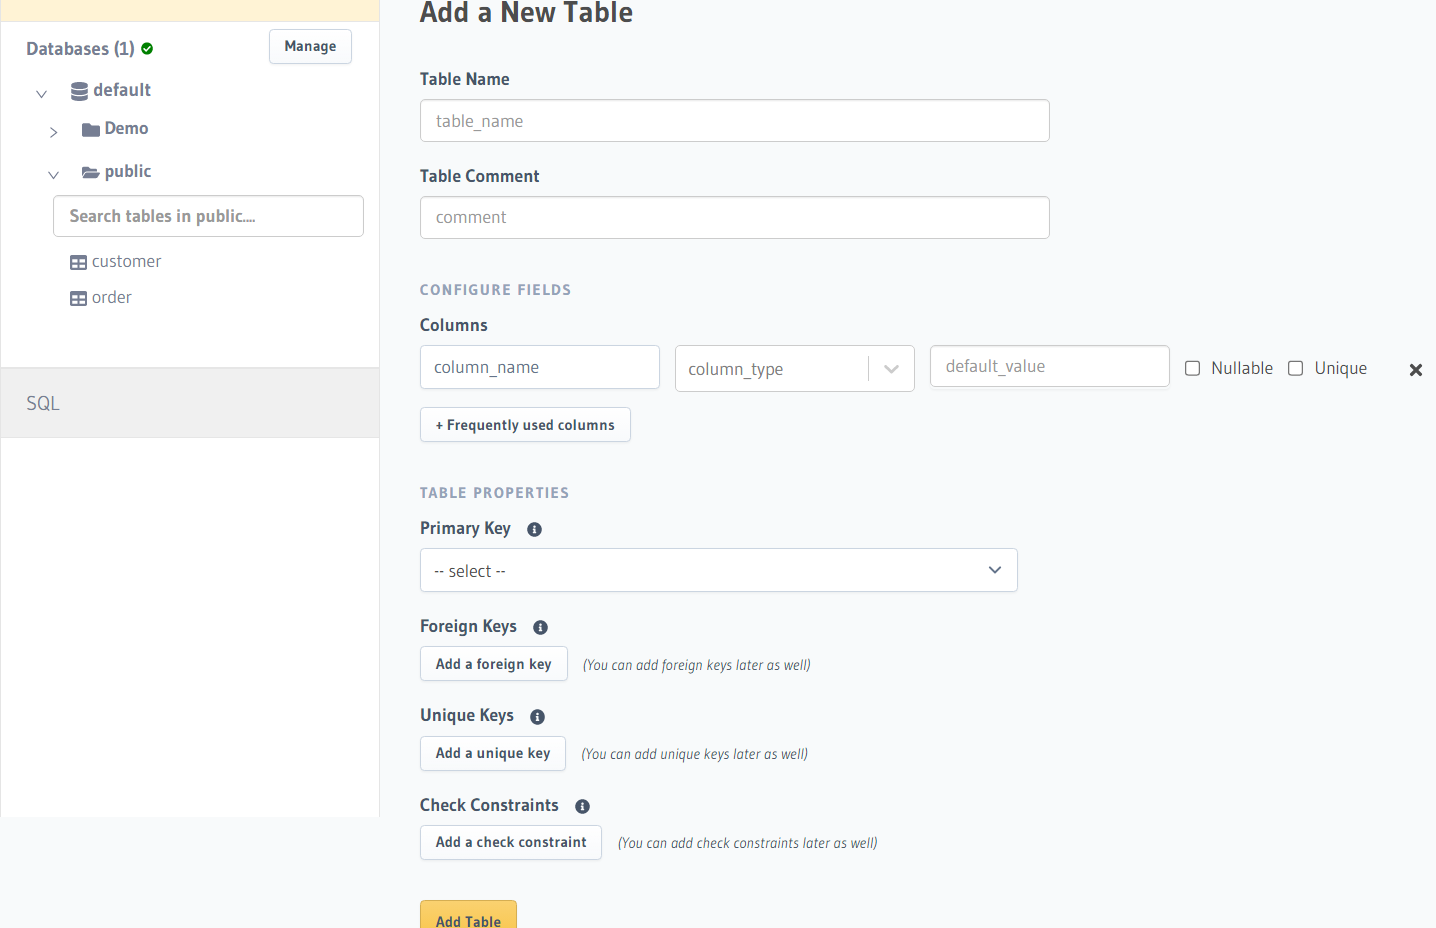 Add a New Table
Databases (1)
Manage
default
Demo
public
Search tables in public....
customer
order
SQL
Table Name
table_name
Table Comment
comment
CONFIGURE FIELDS
Columns
column_name
column_type
default_value
Nullable
Unique
+ Frequently used columns
TABLE PROPERTIES
Primary Key
-- select --
Foreign Keys
Add a foreign key
(You can add foreign keys later as well)
Unique Keys
Add a unique key
(You can add unique keys later as well)
Check Constraints
Add a check constraint
(You can add check constraints later as well)
Add Table